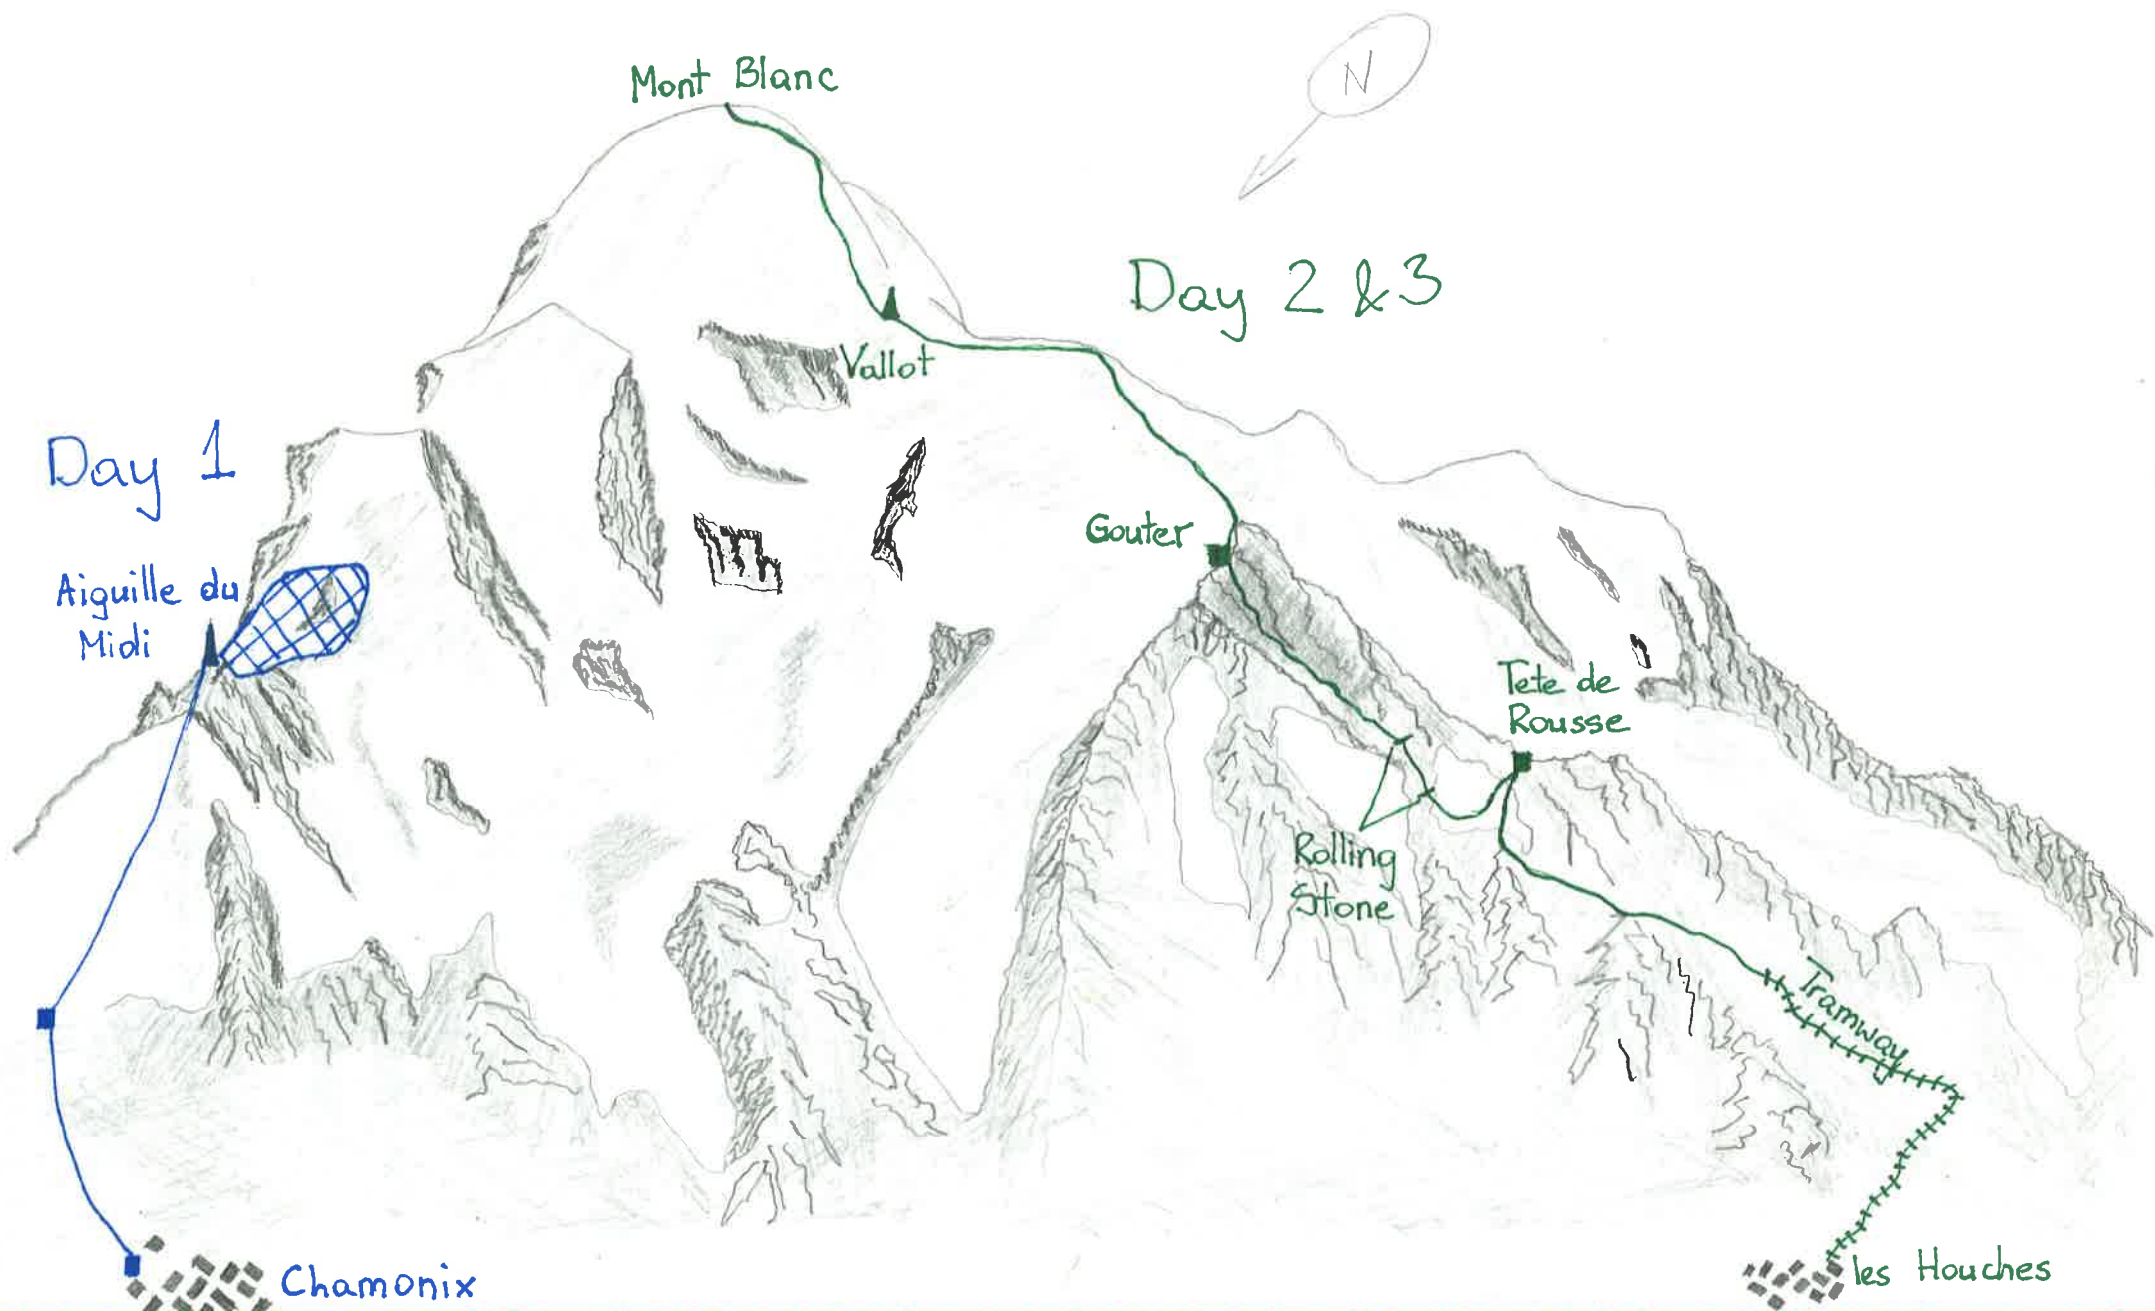 Mont Blanc
N
Day 2 & 3
Vallot
Day 1
Gouter
Aiguille du
Midi
Tete de
Rousse
Rolling
Stone
Tramway
Chamonix
les Houches